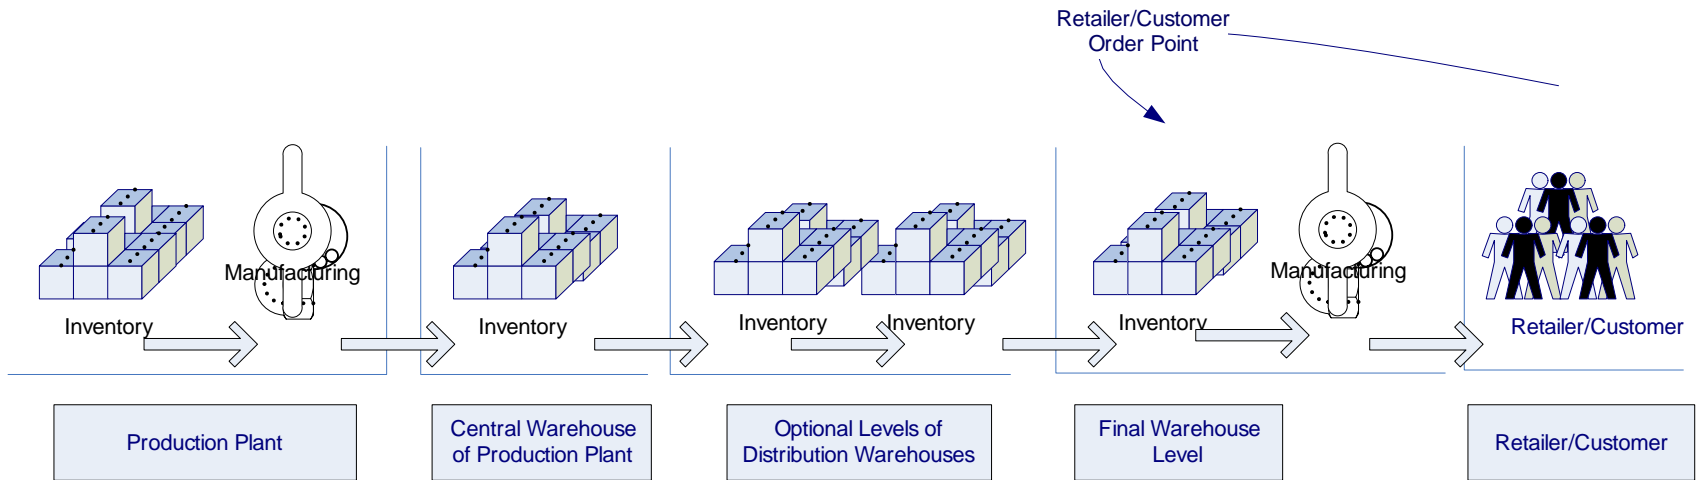 Retailer/Customer
Order Point
Manufacturing
Manufacturing
Inventory
Inventory
Inventory
Inventory
Inventory
Retailer/Customer
Production Plant
Central Warehouse
of Production Plant
Optional Levels of
Distribution Warehouses
Final Warehouse
Level
Retailer/Customer